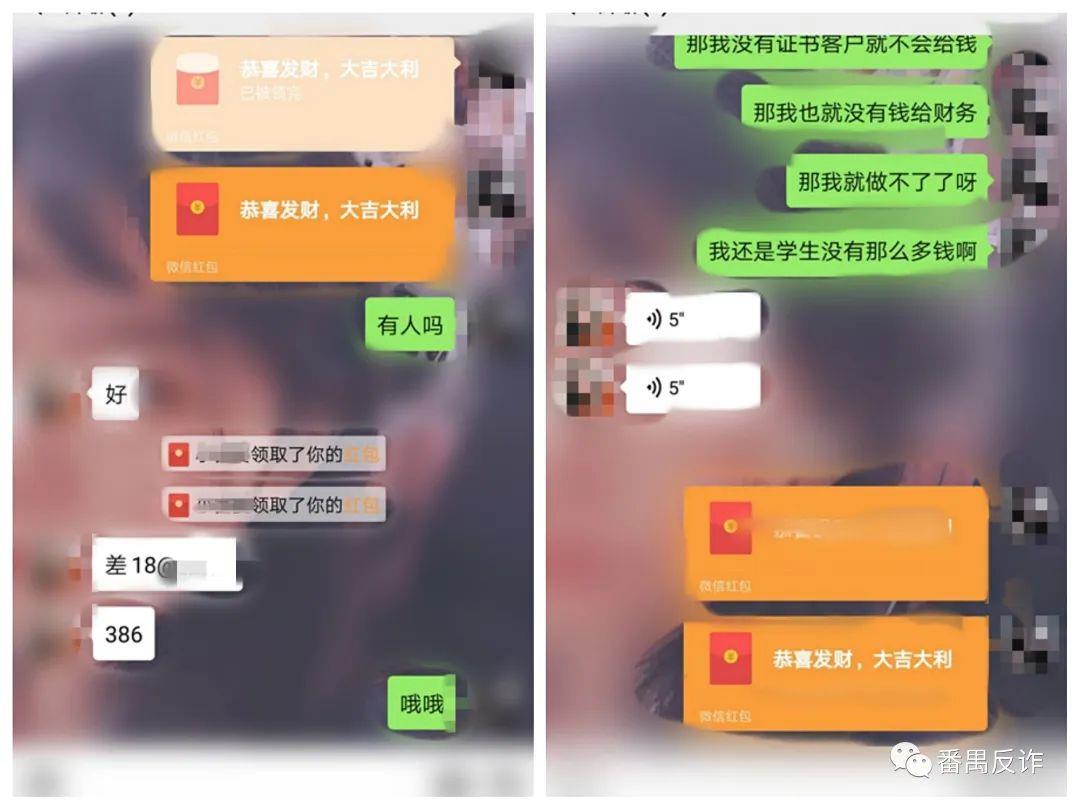 恭喜发财，大吉大利
已被领完
微信红包
恭喜发财，大吉大利
微信红包
有人吗
好
领取了你的红包
领取了你的红包
差18@
386
哦哦
那我没有证书客户就不会给钱
那我也就没有钱给财务
那我就做不了了呀
我还是学生没有那么多钱啊
5"
5"
微信红包
恭喜发财，大吉大利
微信红包
番禺反诈